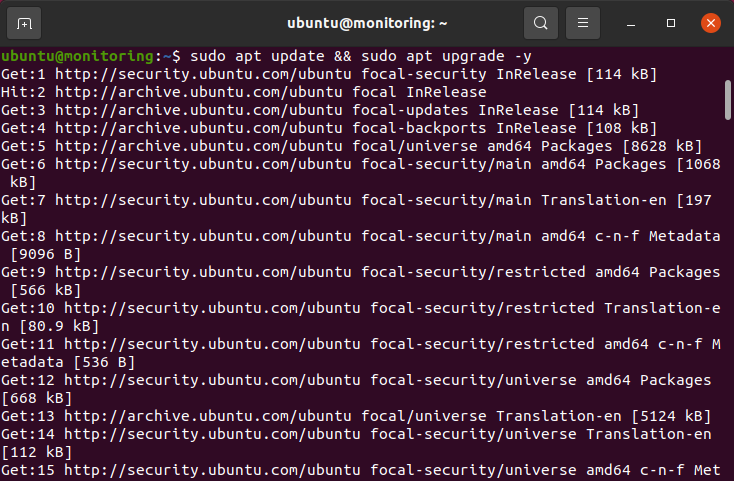 ubuntu@monitoring: ~
ubuntu@monitoring:~$ sudo apt update && sudo apt upgrade -y
Get:1 http://security.ubuntu.com/ubuntu focal-security InRelease [114 kB]
Hit:2 http://archive.ubuntu.com/ubuntu focal InRelease
Get:3 http://archive.ubuntu.com/ubuntu focal-updates InRelease [114 kB]
Get:4 http://archive.ubuntu.com/ubuntu focal-backports InRelease [108 kB]
Get:5 http://archive.ubuntu.com/ubuntu focal/universe amd64 Packages [8628 kB]
Get:6 http://security.ubuntu.com/ubuntu focal-security/main amd64 Packages [1068
 kB]
Get:7 http://security.ubuntu.com/ubuntu focal-security/main Translation-en [197
kB]
Get:8 http://security.ubuntu.com/ubuntu focal-security/main amd64 c-n-f Metadata
 [9096 B]
Get:9 http://security.ubuntu.com/ubuntu focal-security/restricted amd64 Packages
 [566 kB]
Get:10 http://security.ubuntu.com/ubuntu focal-security/restricted Translation-e
n [80.9 kB]
Get:11 http://security.ubuntu.com/ubuntu focal-security/restricted amd64 c-n-f M
etadata [536 B]
Get:12 http://security.ubuntu.com/ubuntu focal-security/universe amd64 Packages
[668 kB]
Get:13 http://archive.ubuntu.com/ubuntu focal/universe Translation-en [5124 kB]
Get:14 http://security.ubuntu.com/ubuntu focal-security/universe Translation-en
[112 kB]
Get:15 http://security.ubuntu.com/ubuntu focal-security/universe amd64 c-n-f Met